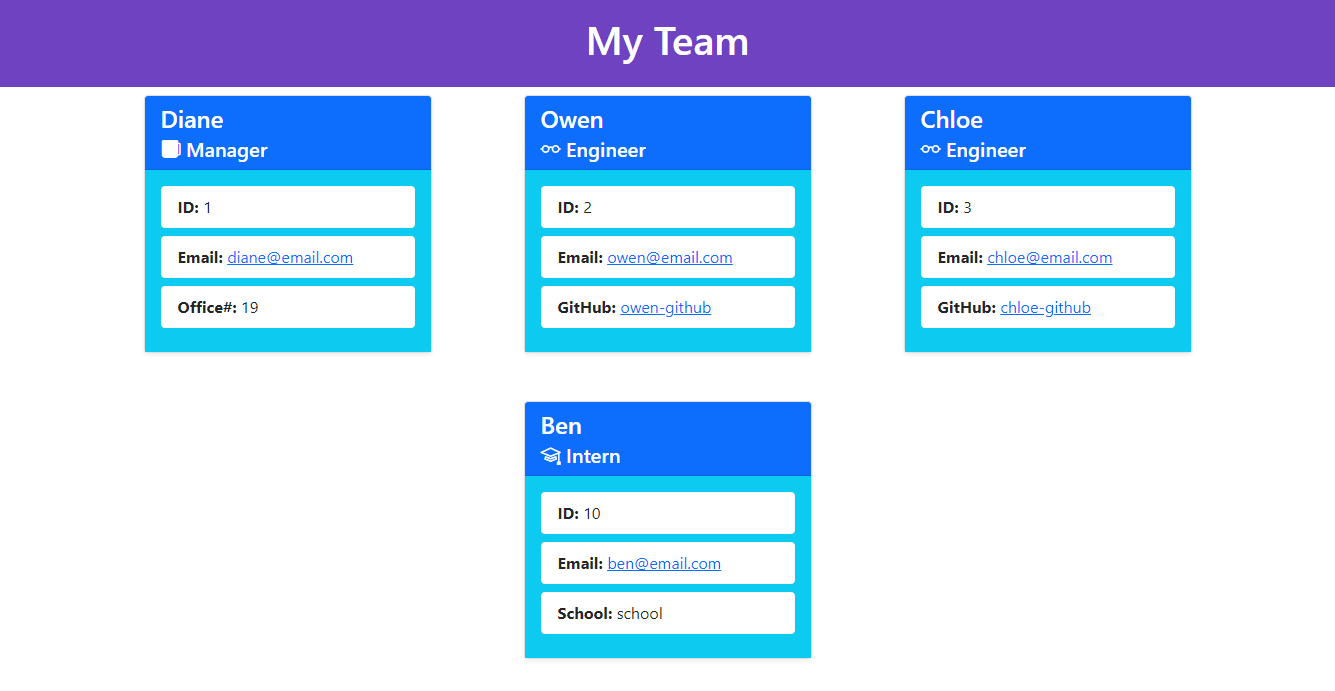 My Team
Diane
Manager
ID: 1
Email: diane@email.com
Office#: 19
Owen
Engineer
ID: 2
Email: owen@email.com
GitHub: owen-github
Chloe
Engineer
ID: 3
Email: chloe@email.com
GitHub: chloe-github
Ben
Intern
ID: 10
Email: ben@email.com
School: school